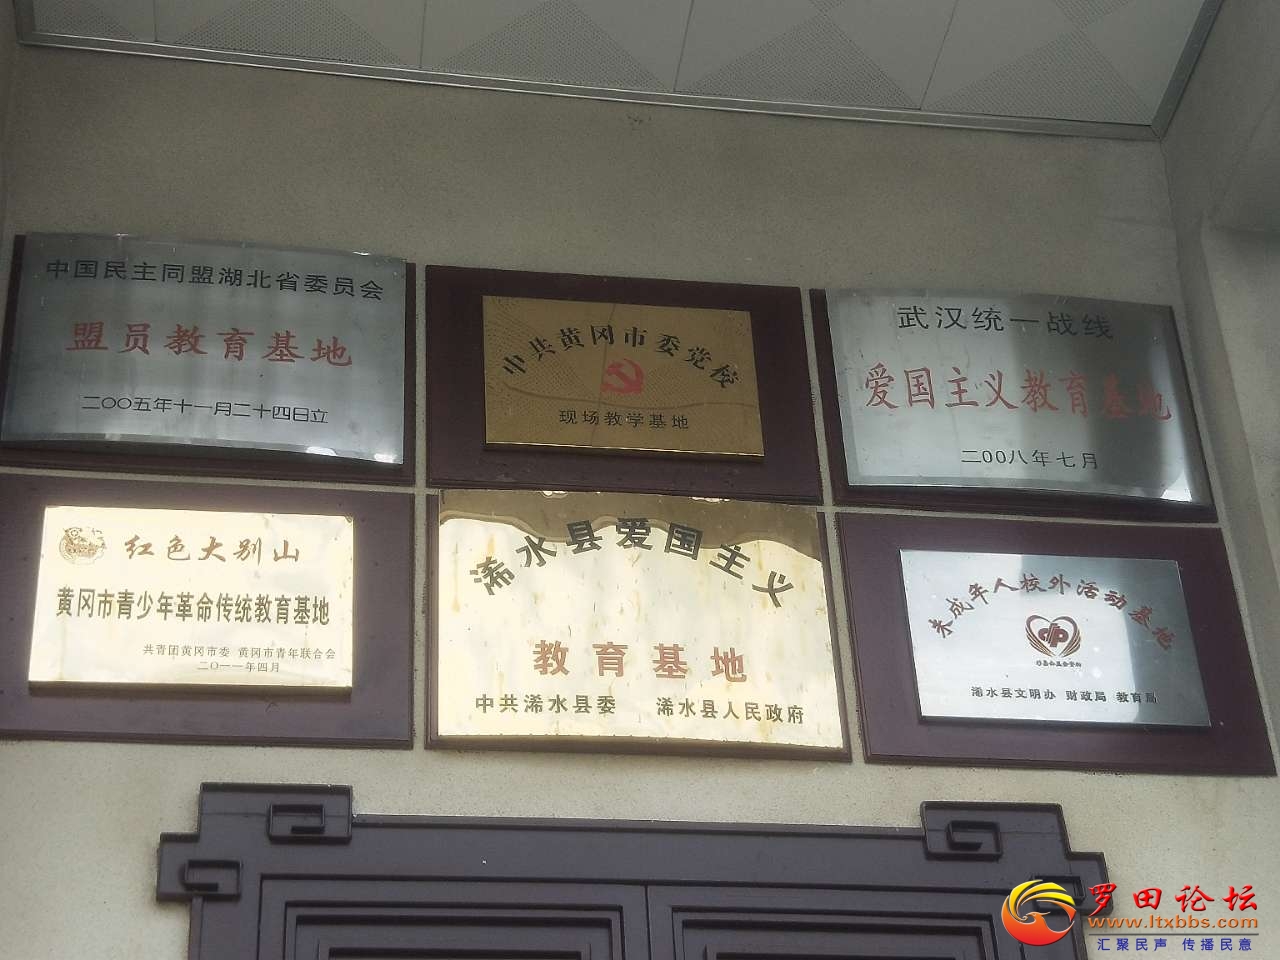 中国民主同盟湖北省委员会
盟员教育基地
二〇〇五年十一月二十四日立
中共黄冈市委党校
现场教学基地
武汉统一战线
爱国主义教育基地
二〇〇八年七月
红色大别山
黄冈市青少年革命传统教育基地
共青团黄冈市委 黄冈市青年联合会
二〇一一年四月
浠水县爱国主义
教育基地
中共浠水县委 浠水县人民政府
未成年人校外活动基地
浠水县文明办 财政局 教育局
罗田论坛
www.ltxbbs.com
汇聚民声 传播民意